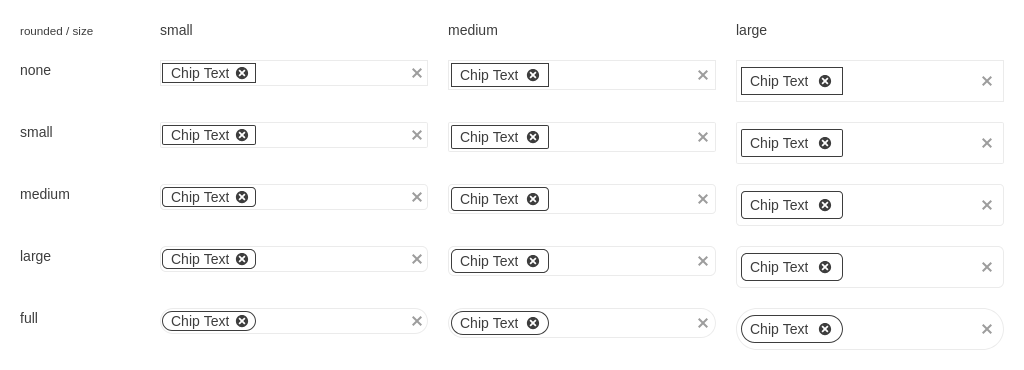 rounded / size small medium large
none Chip Text Chip Text Chip Text
small Chip Text Chip Text Chip Text
medium Chip Text Chip Text Chip Text
large Chip Text Chip Text Chip Text
full Chip Text Chip Text Chip Text